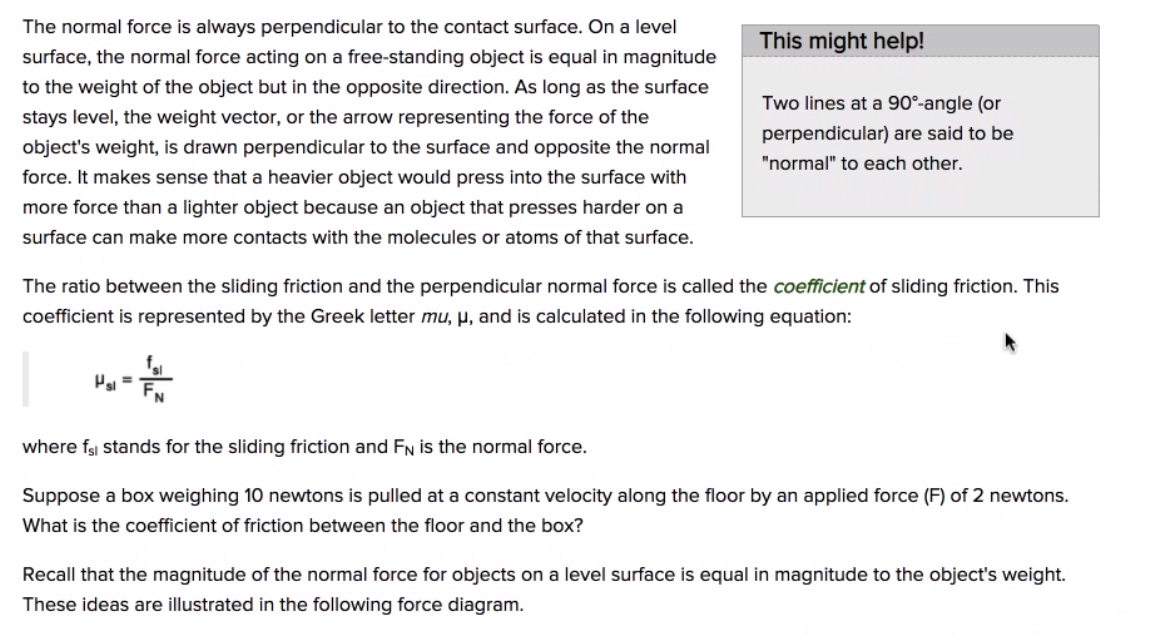 The normal force is always perpendicular to the contact surface. On a level
surface, the normal force acting on a free-standing object is equal in magnitude
to the weight of the object but in the opposite direction. As long as the surface
stays level, the weight vector, or the arrow representing the force of the
object's weight, is drawn perpendicular to the surface and opposite the normal
force. It makes sense that a heavier object would press into the surface with
more force than a lighter object because an object that presses harder on a
surface can make more contacts with the molecules or atoms of that surface.
This might help!
Two lines at a 90°-angle (or
perpendicular) are said to be
"normal" to each other.
The ratio between the sliding friction and the perpendicular normal force is called the coefficient of sliding friction. This
coefficient is represented by the Greek letter mu, μ, and is calculated in the following equation:
μsl = fsl / FN
where fsl stands for the sliding friction and FN is the normal force.
Suppose a box weighing 10 newtons is pulled at a constant velocity along the floor by an applied force (F) of 2 newtons.
What is the coefficient of friction between the floor and the box?
Recall that the magnitude of the normal force for objects on a level surface is equal in magnitude to the object's weight.
These ideas are illustrated in the following force diagram.